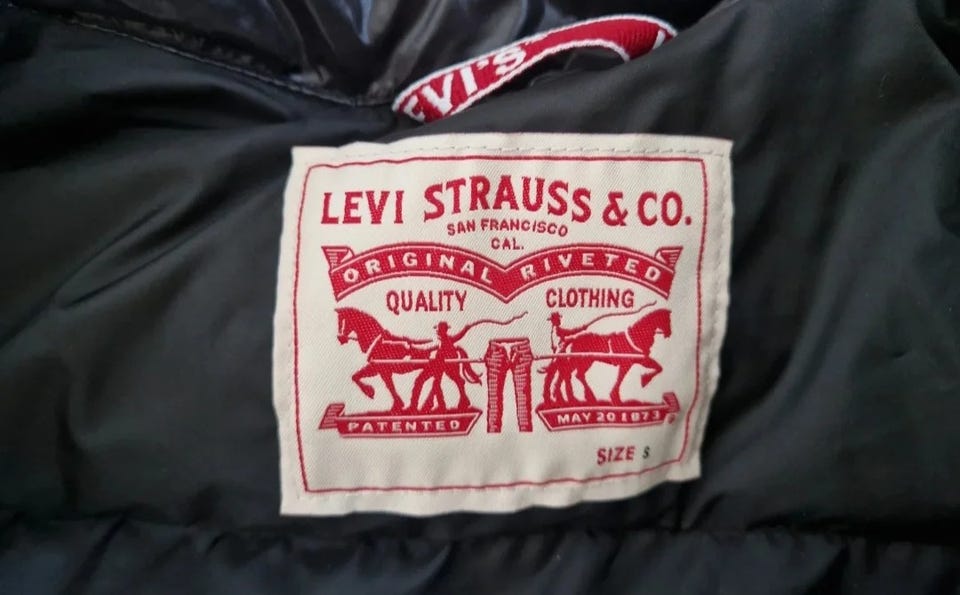 LEVI'S
LEVI STRAUSS & CO.
SAN FRANCISCO
CAL.
ORIGINAL RIVETED
QUALITY CLOTHING
PATENTED MAY 20 1873
SIZE S